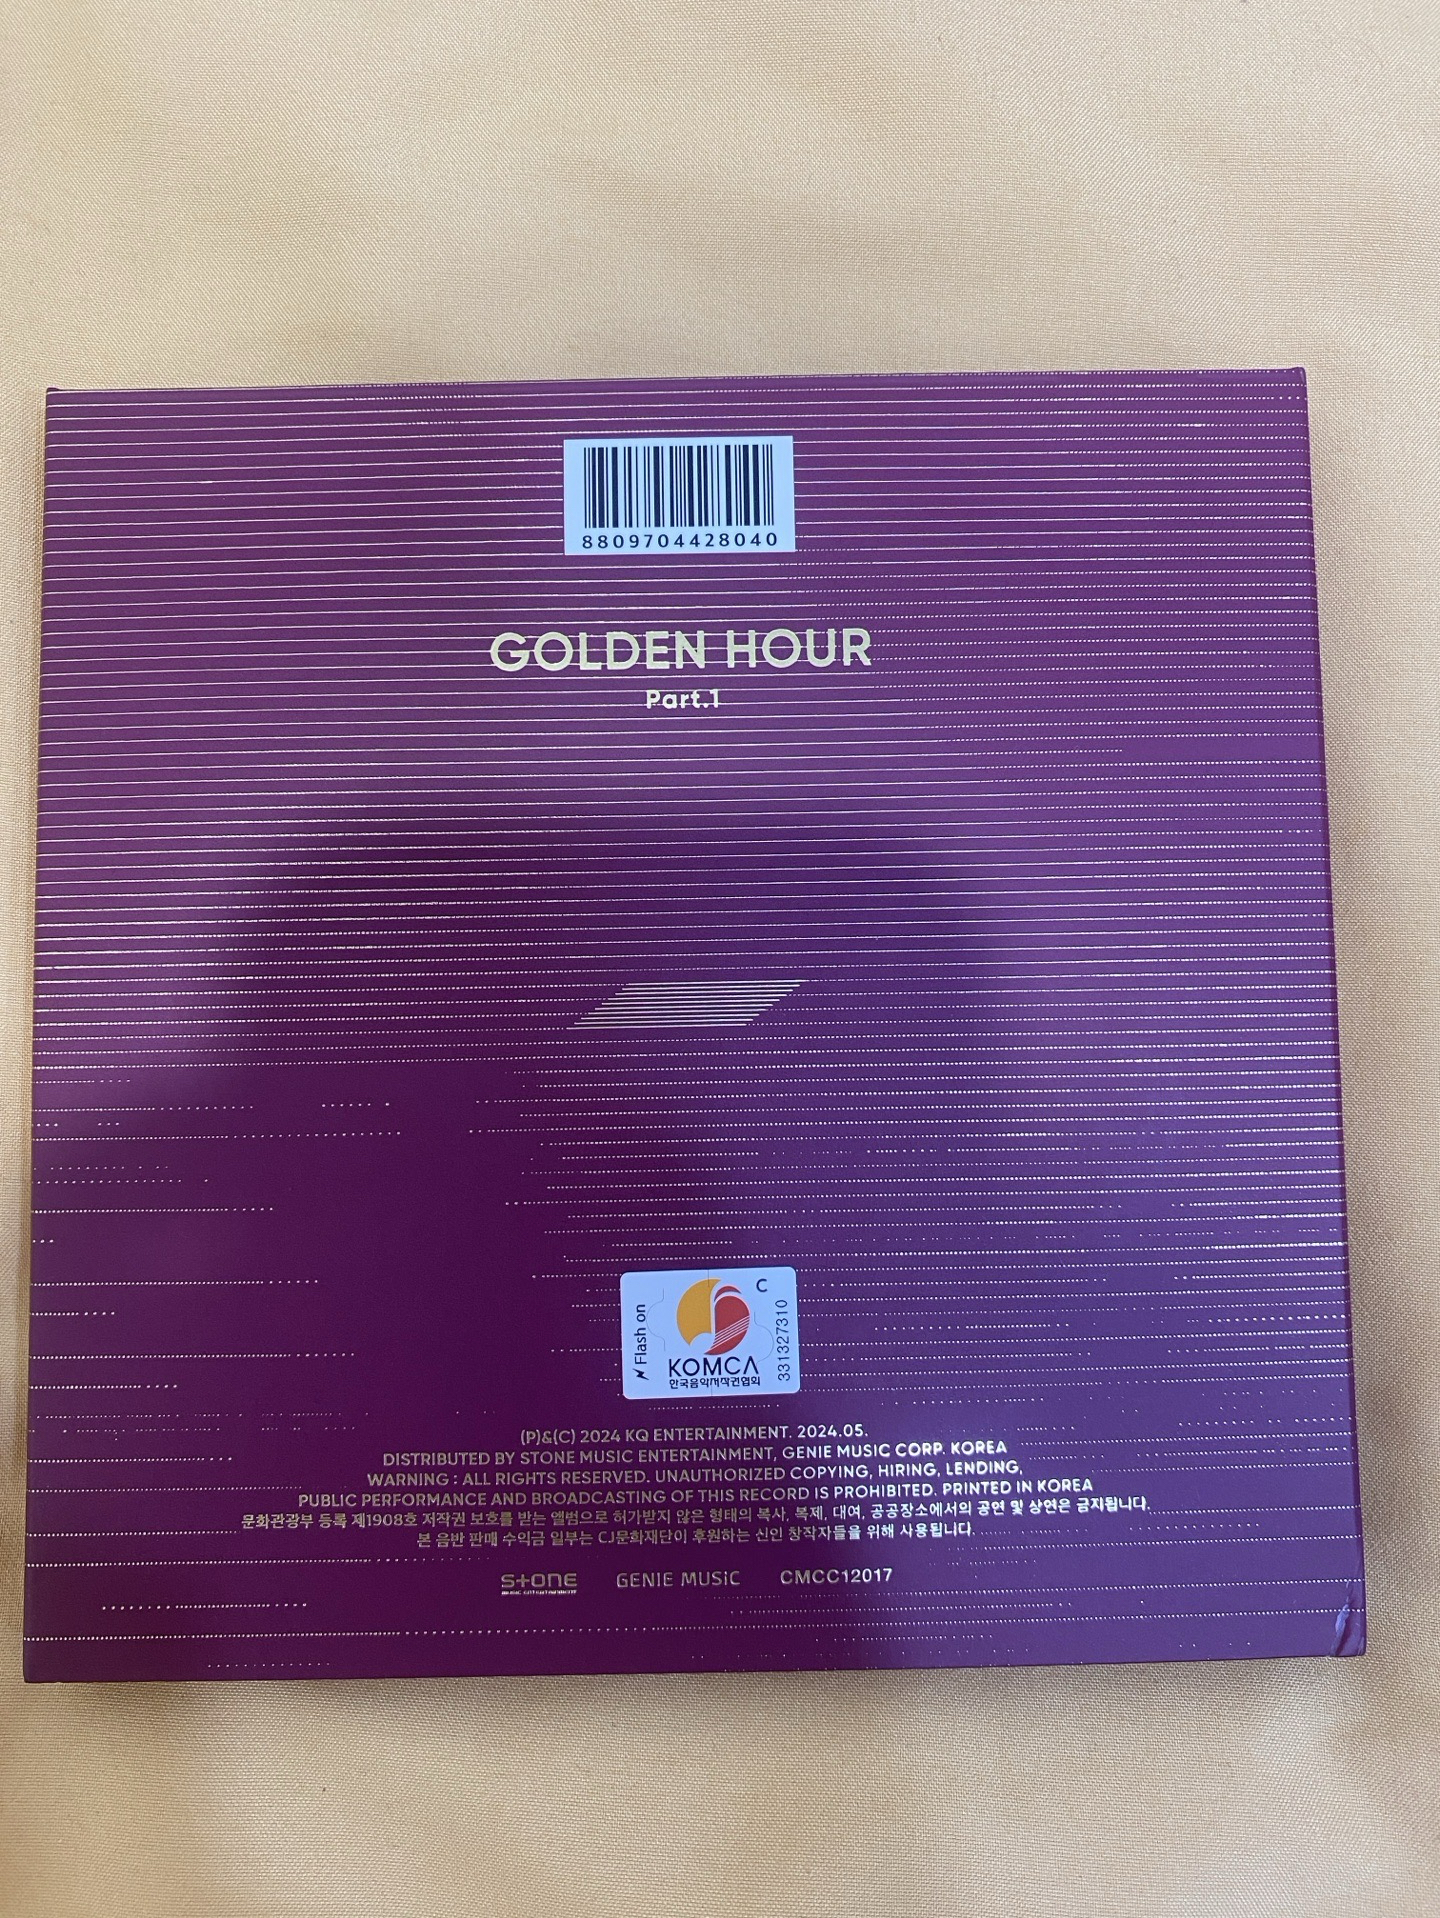 8809704428040
GOLDEN HOUR
Part.1
Flash on
C
KOMCA
한국음악저작권협회
331327310
(P)&(C) 2024 KQ ENTERTAINMENT. 2024.05.
DISTRIBUTED BY STONE MUSIC ENTERTAINMENT, GENIE MUSIC CORP. KOREA
WARNING : ALL RIGHTS RESERVED. UNAUTHORIZED COPYING, HIRING, LENDING,
PUBLIC PERFORMANCE AND BROADCASTING OF THIS RECORD IS PROHIBITED. PRINTED IN KOREA
문화관광부 등록 제1908호 저작권 보호를 받는 앨범으로 허가받지 않은 형태의 복사, 복제, 대여, 공공장소에서의 공연 및 상연은 금지됩니다.
본 음반 판매 수익금 일부는 CJ문화재단이 후원하는 신인 창작자들을 위해 사용됩니다.
STONE GENIE MUSIC CMCC12017
MUSIC ENTERTAINMENT